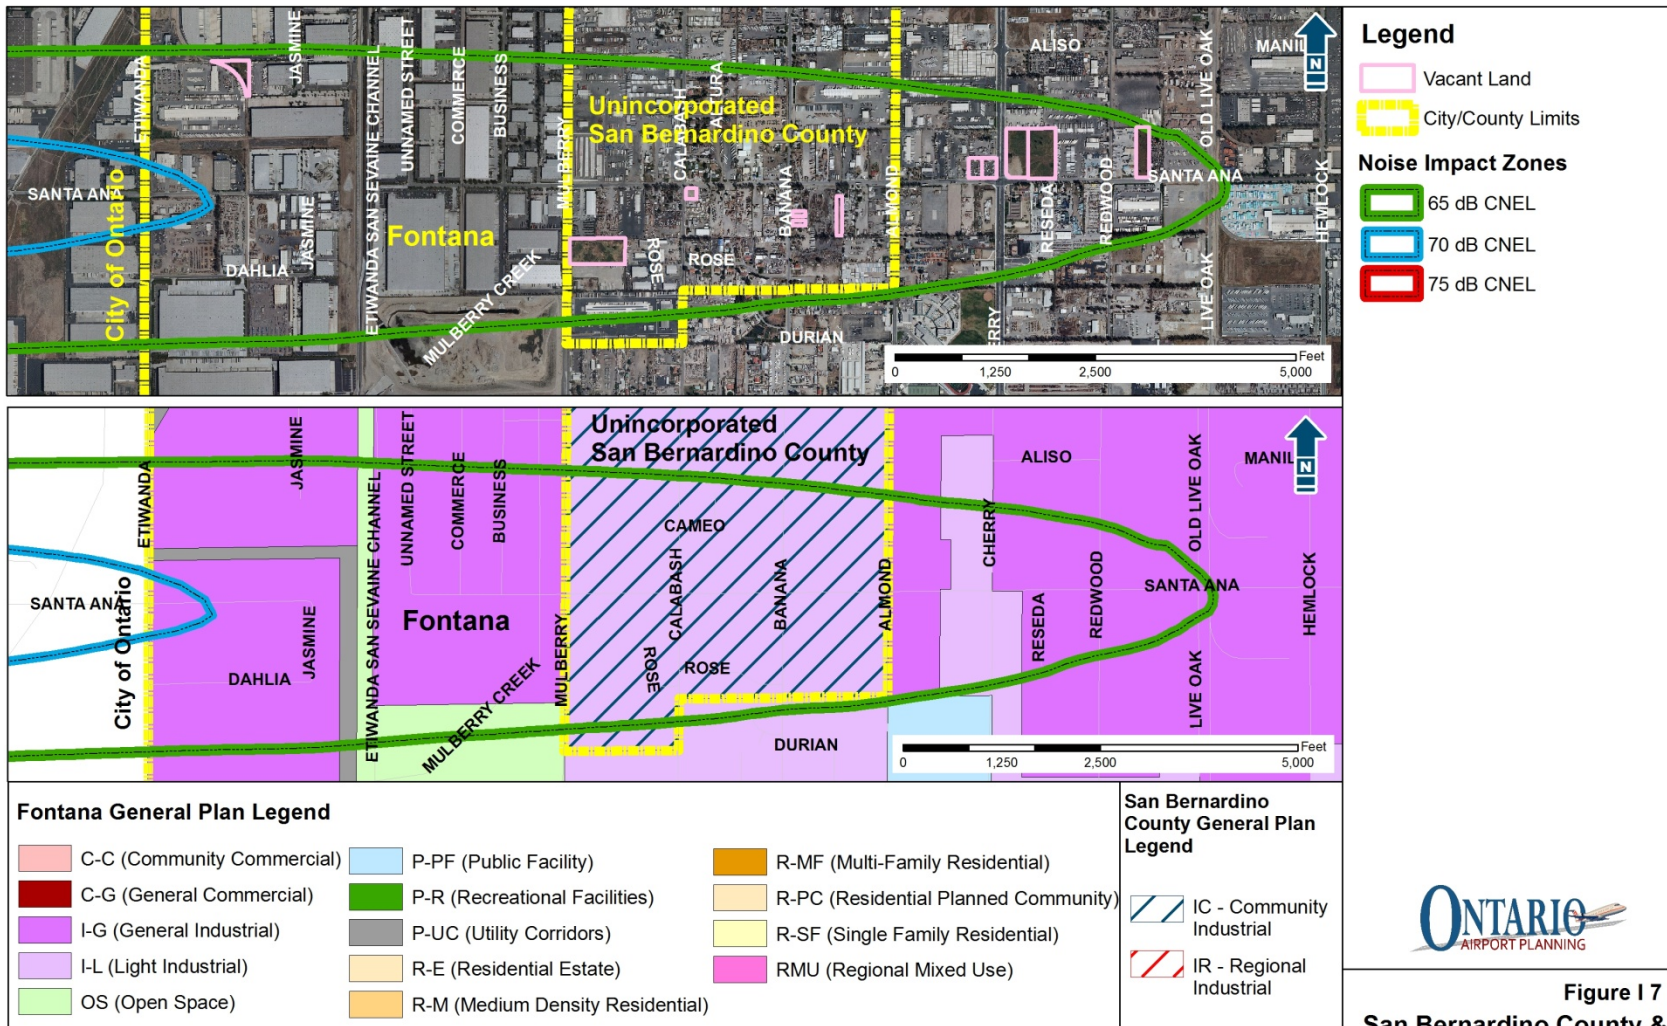 ETIWANDA
JASMINE
ETIWANDA SAN SEVAINE CHANNEL
UNNAMED STREET
COMMERCE
BUSINESS
MULBERRY
Unincorporated
San Bernardino County
CALABASH
BANANA
ALMOND
ALISO
OLD LIVE OAK
MANIL
N
SANTA ANA
City of Ontario
DAHLIA
JASMINE
Fontana
MULBERRY CREEK
ROSE
ROSE
DURIAN
RESEDA
REDWOOD
SANTA ANA
LIVE OAK
HEMLOCK
ERRY
Feet
0 1,250 2,500 5,000
ETIWANDA
JASMINE
ETIWANDA SAN SEVAINE CHANNEL
UNNAMED STREET
COMMERCE
BUSINESS
MULBERRY
Unincorporated
San Bernardino County
CAMEO
CALABASH
BANANA
ALMOND
CHERRY
ALISO
OLD LIVE OAK
MANIL
N
SANTA ANA
City of Ontario
DAHLIA
JASMINE
Fontana
MULBERRY CREEK
ROSE
ROSE
DURIAN
RESEDA
REDWOOD
SANTA ANA
LIVE OAK
HEMLOCK
Feet
0 1,250 2,500 5,000
Legend
Vacant Land
City/County Limits
Noise Impact Zones
65 dB CNEL
70 dB CNEL
75 dB CNEL
Fontana General Plan Legend
C-C (Community Commercial)
C-G (General Commercial)
I-G (General Industrial)
I-L (Light Industrial)
OS (Open Space)
P-PF (Public Facility)
P-R (Recreational Facilities)
P-UC (Utility Corridors)
R-E (Residential Estate)
R-M (Medium Density Residential)
R-MF (Multi-Family Residential)
R-PC (Residential Planned Community)
R-SF (Single Family Residential)
RMU (Regional Mixed Use)
San Bernardino
County General Plan
Legend
IC - Community
Industrial
IR - Regional
Industrial
ONTARIO
AIRPORT PLANNING
Figure I 7
San Bernardino County &